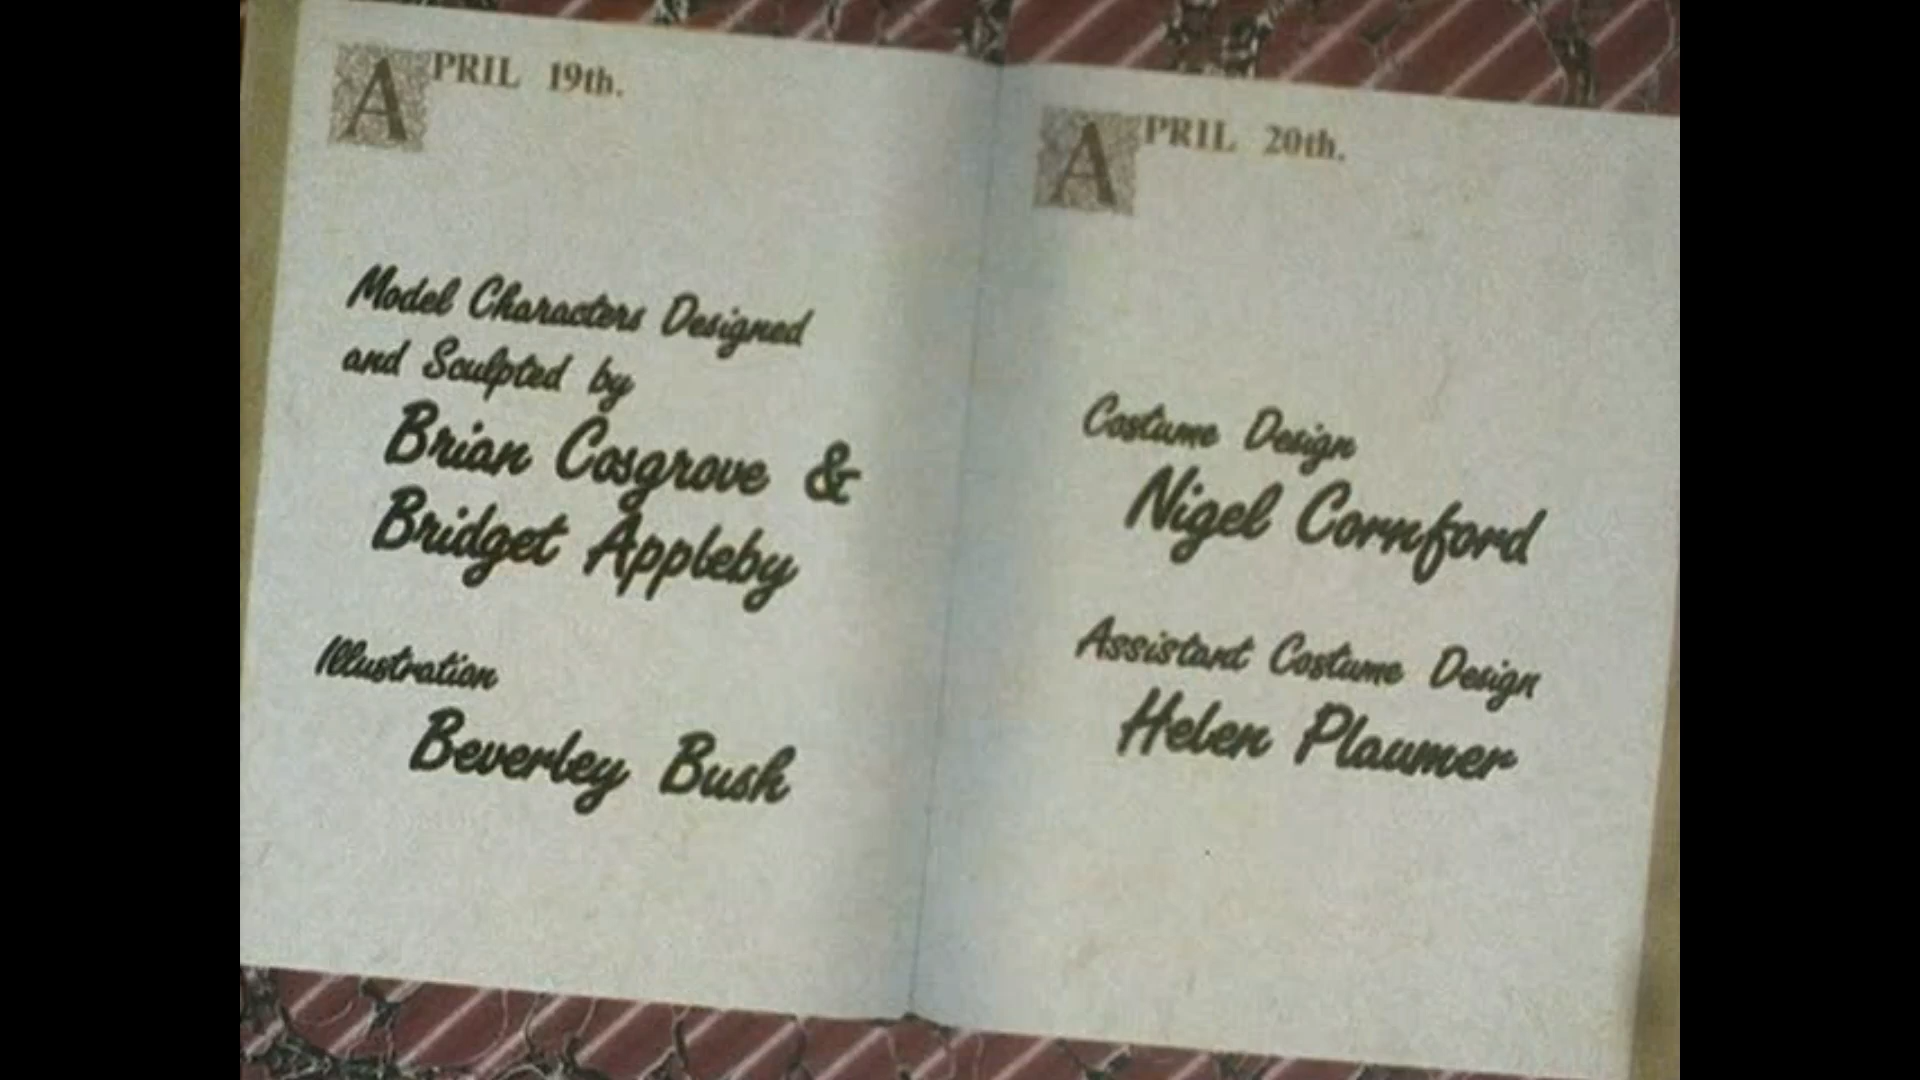 APRIL 19th.
Model Characters Designed
and Sculpted by
Brian Cosgrove &
Bridget Appleby
Illustration
Beverley Bush
APRIL 20th.
Costume Design
Nigel Cornford
Assistant Costume Design
Helen Plaumer